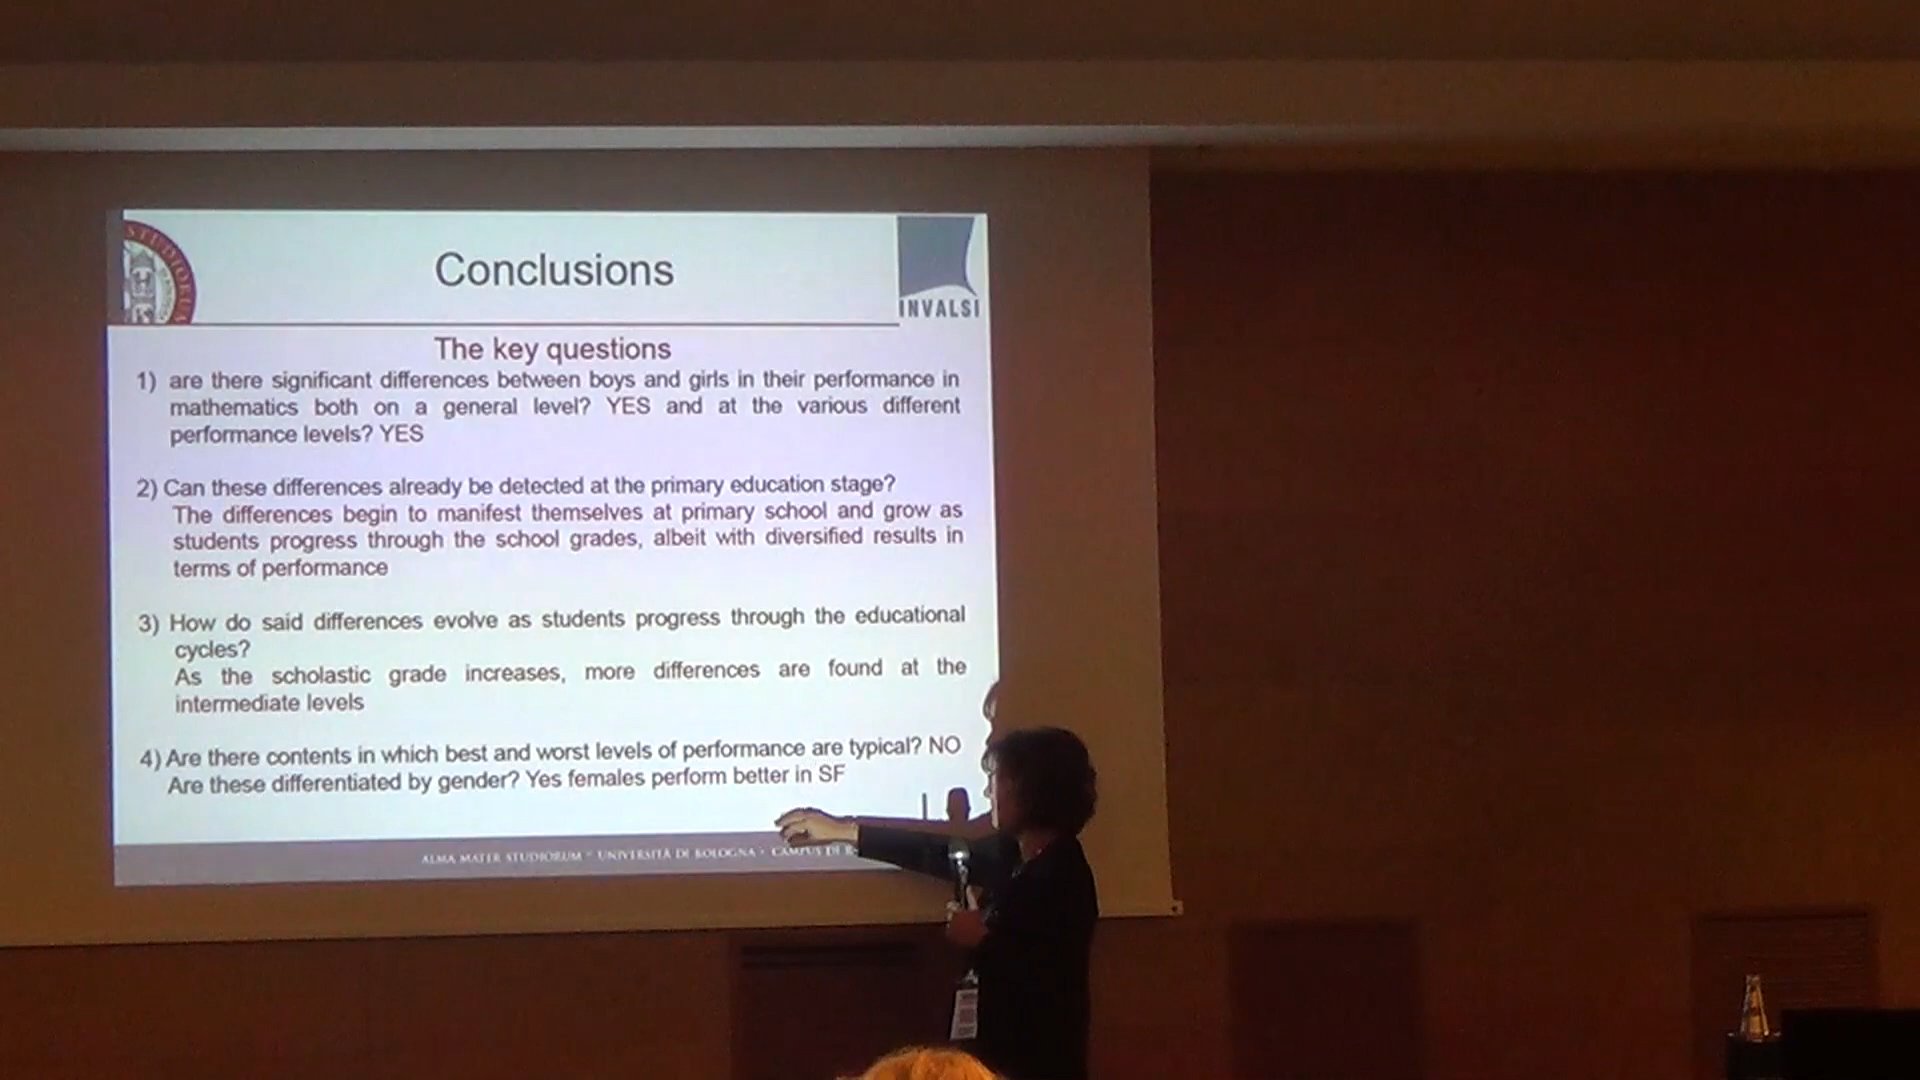 STUDIORUM
Conclusions
INVALSI
The key questions
1) are there significant differences between boys and girls in their performance in
mathematics both on a general level? YES and at the various different
performance levels? YES
2) Can these differences already be detected at the primary education stage?
The differences begin to manifest themselves at primary school and grow as
students progress through the school grades, albeit with diversified results in
terms of performance
3) How do said differences evolve as students progress through the educational
cycles?
As the scholastic grade increases, more differences are found at the
intermediate levels
4) Are there contents in which best and worst levels of performance are typical? NO
Are these differentiated by gender? Yes females perform better in SF
ALMA MATER STUDIORUM ~ UNIVERSITÀ DI BOLOGNA · CAMPUS DI